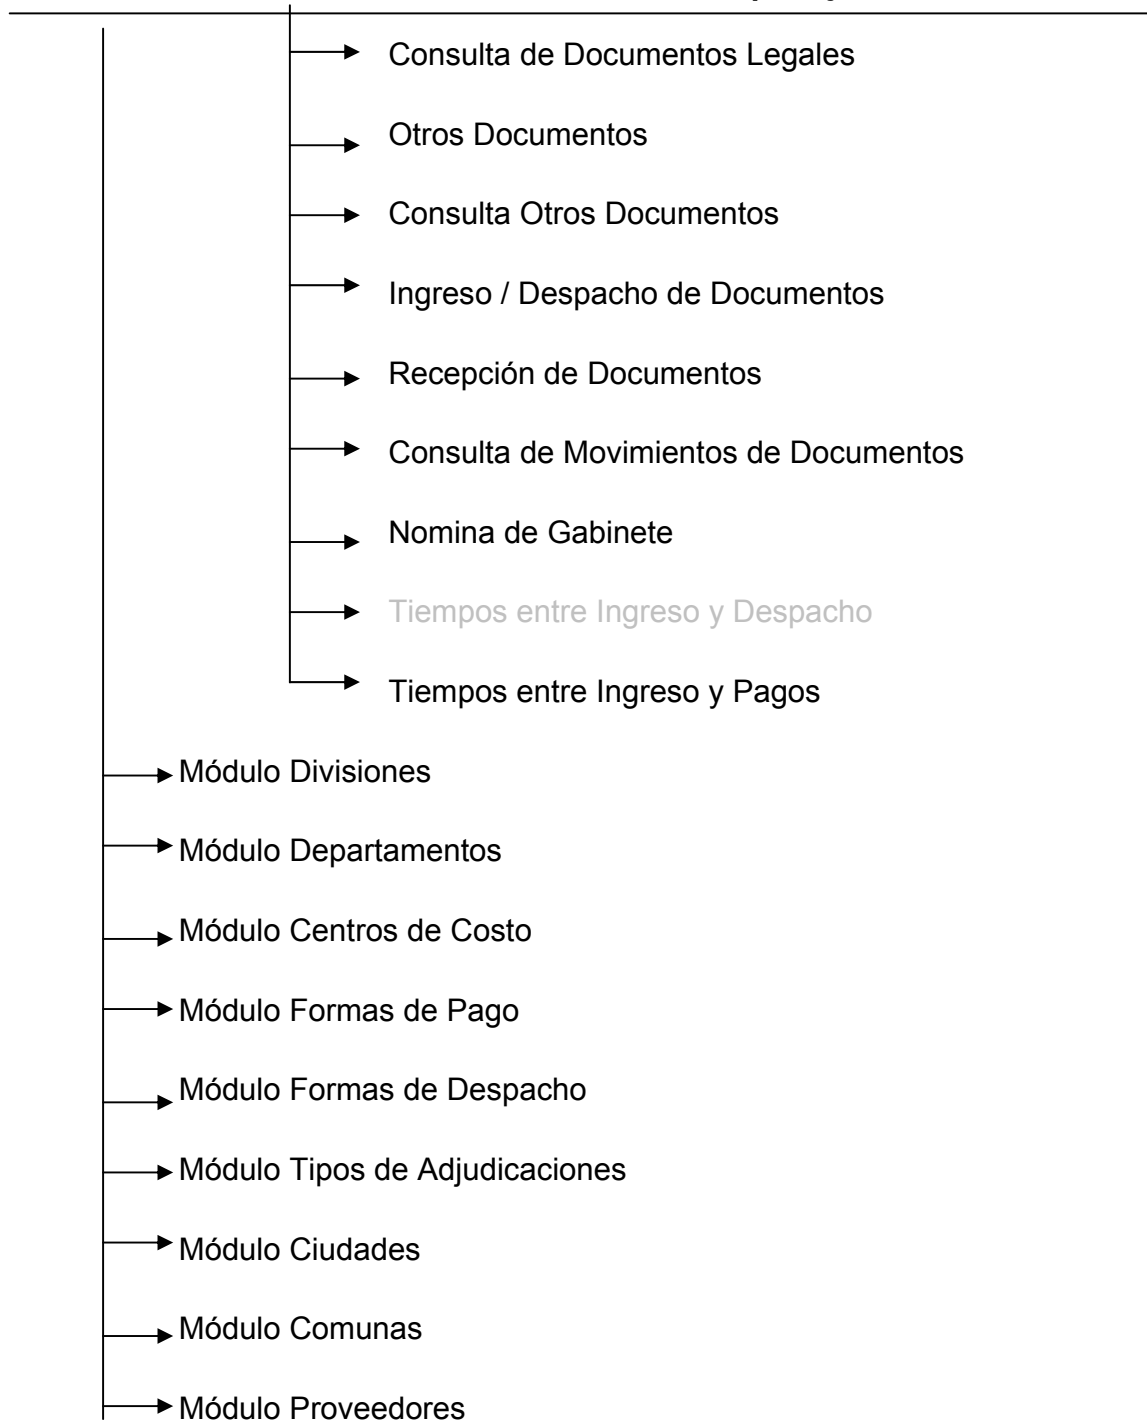 Consulta de Documentos Legales
Otros Documentos
Consulta Otros Documentos
Ingreso / Despacho de Documentos
Recepción de Documentos
Consulta de Movimientos de Documentos
Nomina de Gabinete
Tiempos entre Ingreso y Despacho
Tiempos entre Ingreso y Pagos
Módulo Divisiones
Módulo Departamentos
Módulo Centros de Costo
Módulo Formas de Pago
Módulo Formas de Despacho
Módulo Tipos de Adjudicaciones
Módulo Ciudades
Módulo Comunas
Módulo Proveedores